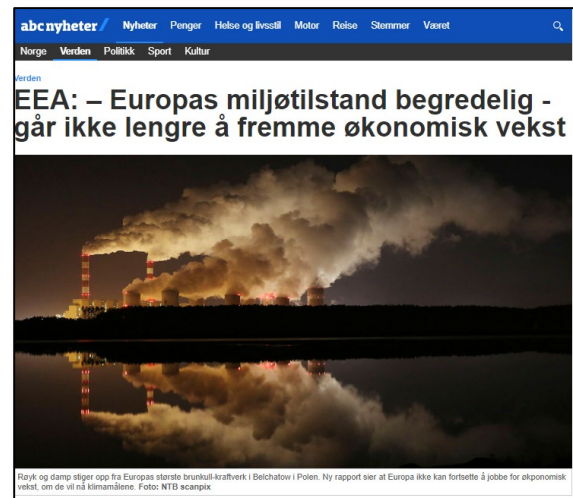 abcnyheter/ Nyheter Penger Helse og livsstil Motor Reise Stemmer Været
Norge Verden Politikk Sport Kultur
Verden
EEA: – Europas miljøtilstand begredelig -
går ikke lengre å fremme økonomisk vekst
Røyk og damp stiger opp fra Europas største brunkull-kraftverk i Belchatow i Polen. Ny rapport sier at Europa ikke kan fortsette å jobbe for økponomisk
vekst, om de vil nå klimamålene. Foto: NTB scanpix